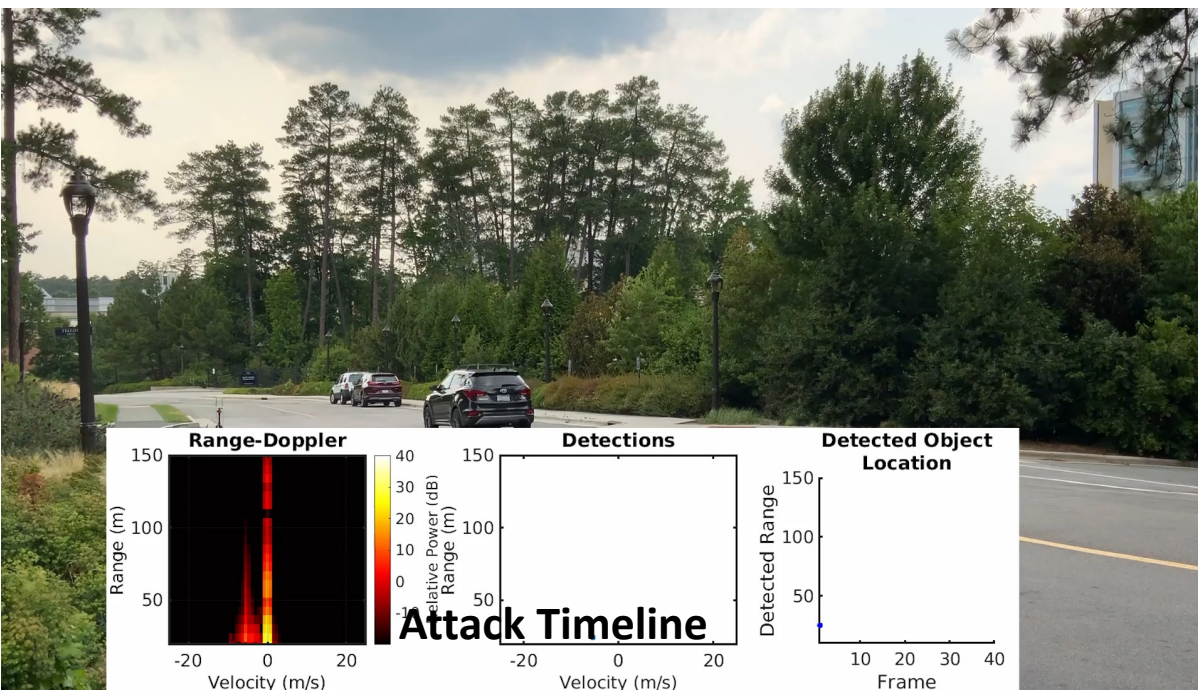 Range-Doppler
150
100
50
Range (m)
-20 0 20
Velocity (m/s)
40
30
20
10
0
-10
Relative Power (dB)
Detections
150
100
50
Range (m)
-20 0 20
Velocity (m/s)
Detected Object
Location
150
100
50
Detected Range
10 20 30 40
Frame
Attack Timeline